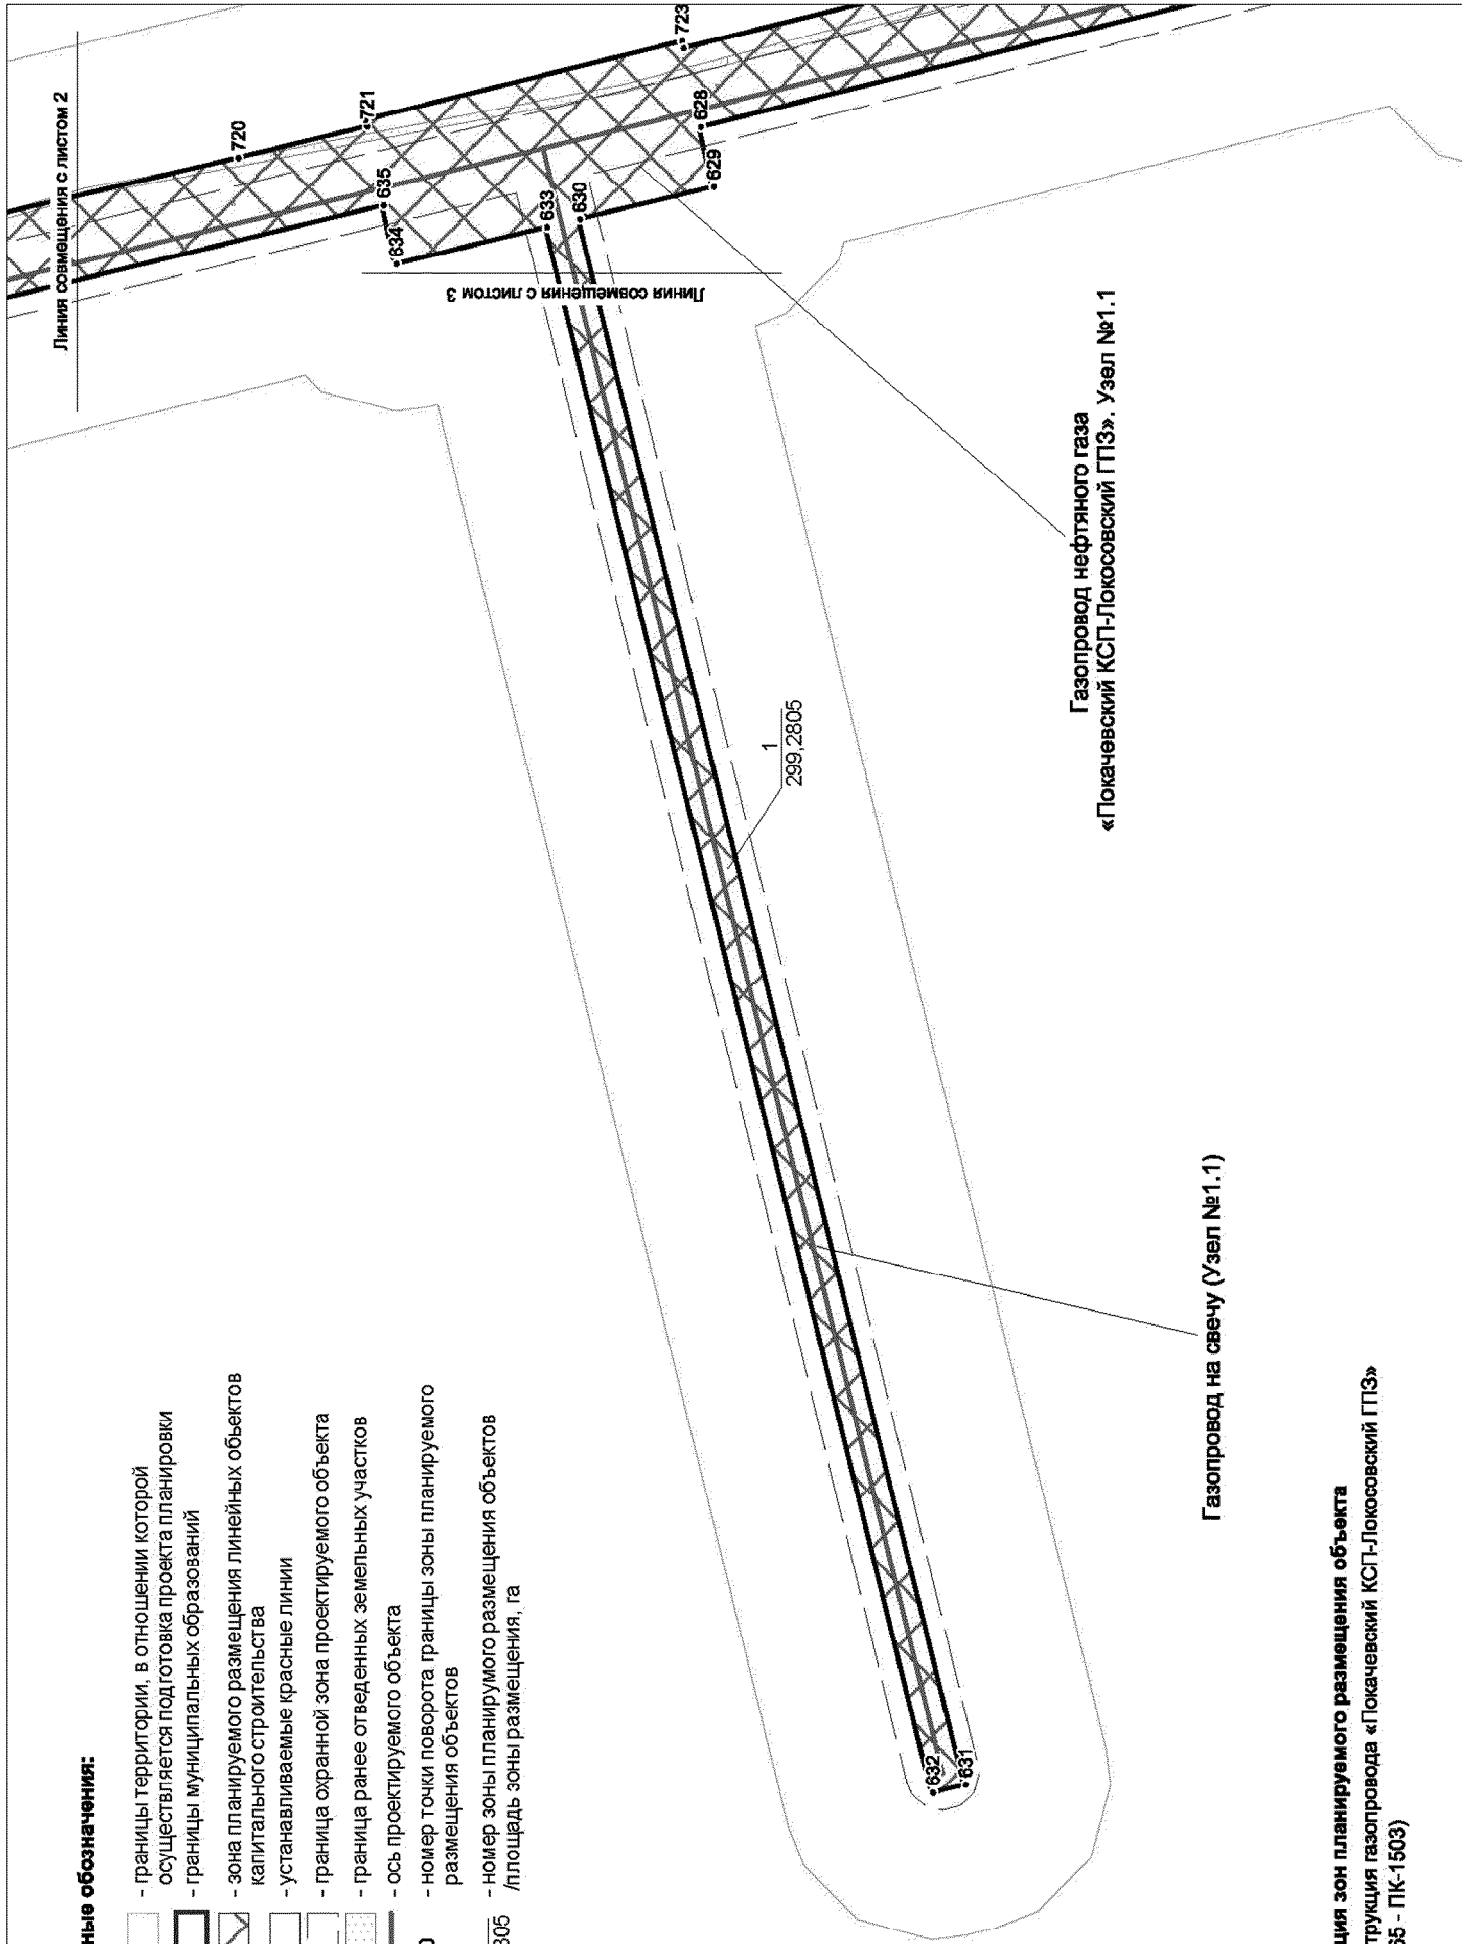 ные обозначения:
- границы территории, в отношении которой
осуществляется подготовка проекта планировки
- границы муниципальных образований
- зона планируемого размещения линейных объектов
капитального строительства
- устанавливаемые красные линии
- граница охранной зона проектируемого объекта
- граница ранее отведенных земельных участков
- ось проектируемого объекта
- номер точки поворота границы зоны планируемого
размещения объектов
305
- номер зоны планирумого размещения объектов
/площадь зоны размещения, га
Линия совмещения с листом 2
720
721
723
635
634
633
630
629
628
Линия совмещения с листом 3
1
299,2805
632
631
Газопровод нефтяного газа
«Покачевский КСП-Локосовский ГПЗ». Узел №1.1
Газопровод на свечу (Узел №1.1)
ция зон планируемого размещения объекта
трукция газопровода «Покачевский КСП-Локосовский ГПЗ»
65 - ПК-1503)